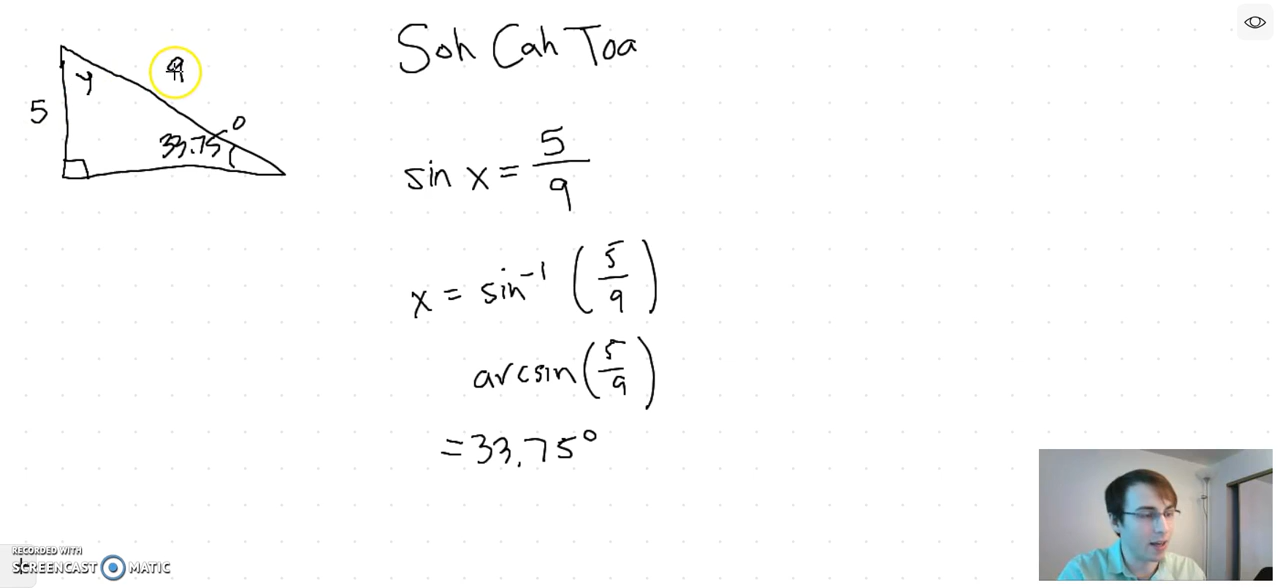 Soh Cah Toa
y
9
5
33.75°
sin x = 5/9
x = sin⁻¹ (5/9)
arcsin (5/9)
= 33.75°
RECORDED WITH
SCREENCAST MATIC